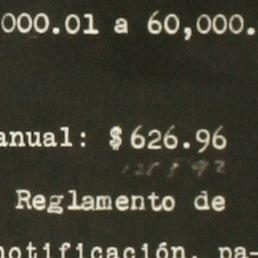 000.01 a 60,000.
anual: $626.96
Reglamento de
notificación, pa-